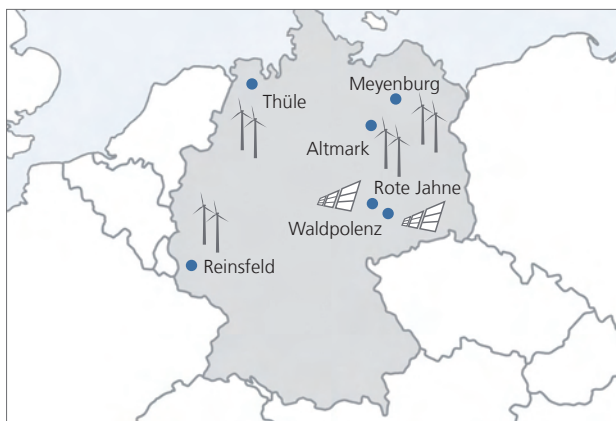 Meyenburg
Thüle
Altmark
Rote Jahne
Waldpolenz
Reinsfeld